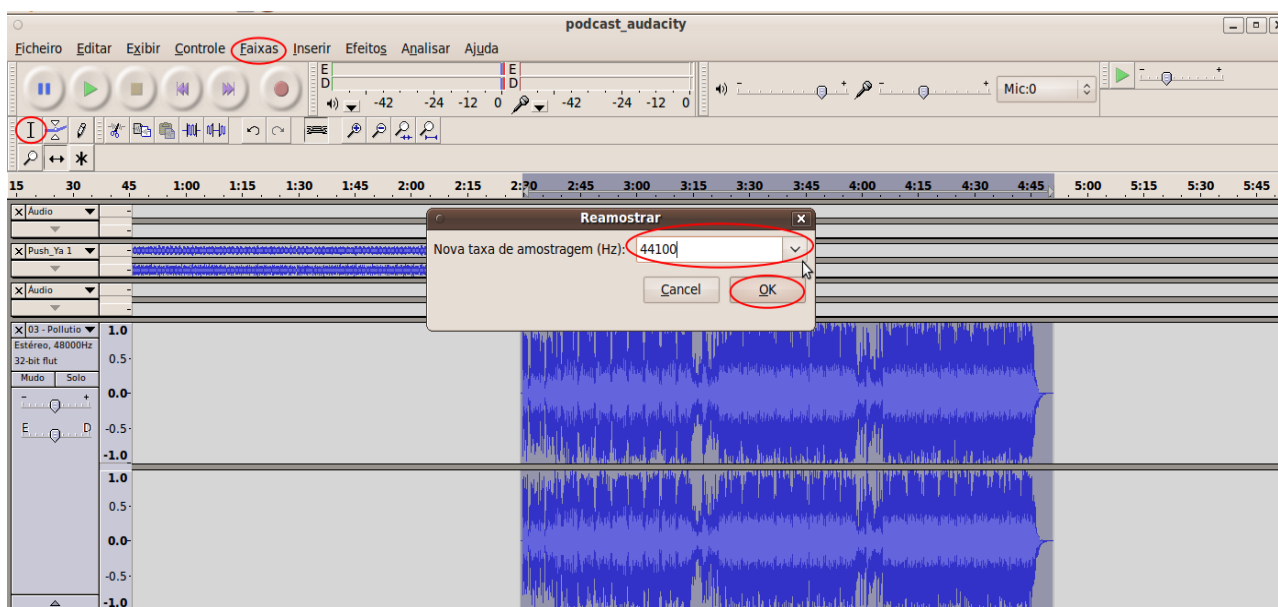 podcast_audacity
Ficheiro Editar Exibir Controle Faixas Inserir Efeitos Analisar Ajuda
E
D
-42 -24 -12 0
E
D
-42 -24 -12 0
- +
- +
Mic:0
- +
15 30 45 1:00 1:15 1:30 1:45 2:00 2:15 2:30 2:45 3:00 3:15 3:30 3:45 4:00 4:15 4:30 4:45 5:00 5:15 5:30 5:45
X Áudio
X Push_Ya 1
X Áudio
X 03 - Pollutio
Estéreo, 48000Hz
32-bit flut
Mudo Solo
- +
E D
1.0
0.5
0.0
-0.5
-1.0
1.0
0.5
0.0
-0.5
-1.0
Reamostrar
Nova taxa de amostragem (Hz): 44100
Cancel OK